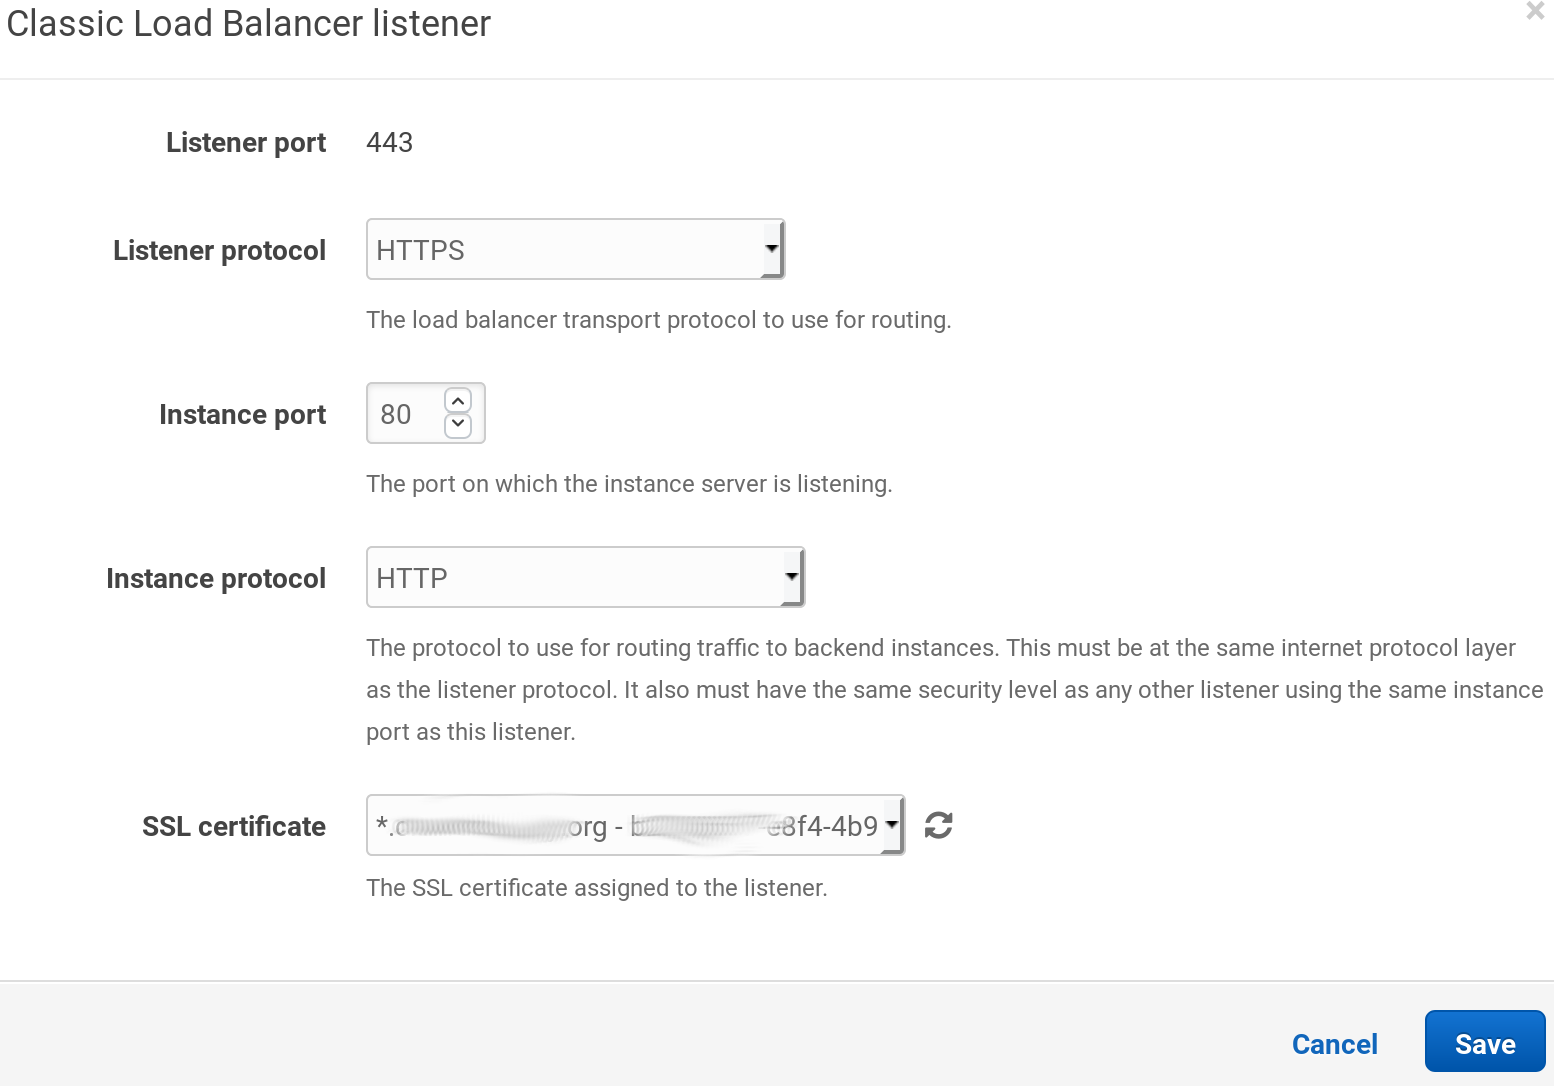 Classic Load Balancer listener
Listener port 443
Listener protocol HTTPS
The load balancer transport protocol to use for routing.
Instance port 80
The port on which the instance server is listening.
Instance protocol HTTP
The protocol to use for routing traffic to backend instances. This must be at the same internet protocol layer
as the listener protocol. It also must have the same security level as any other listener using the same instance
port as this listener.
SSL certificate *. org - e8f4-4b9
The SSL certificate assigned to the listener.
Cancel Save